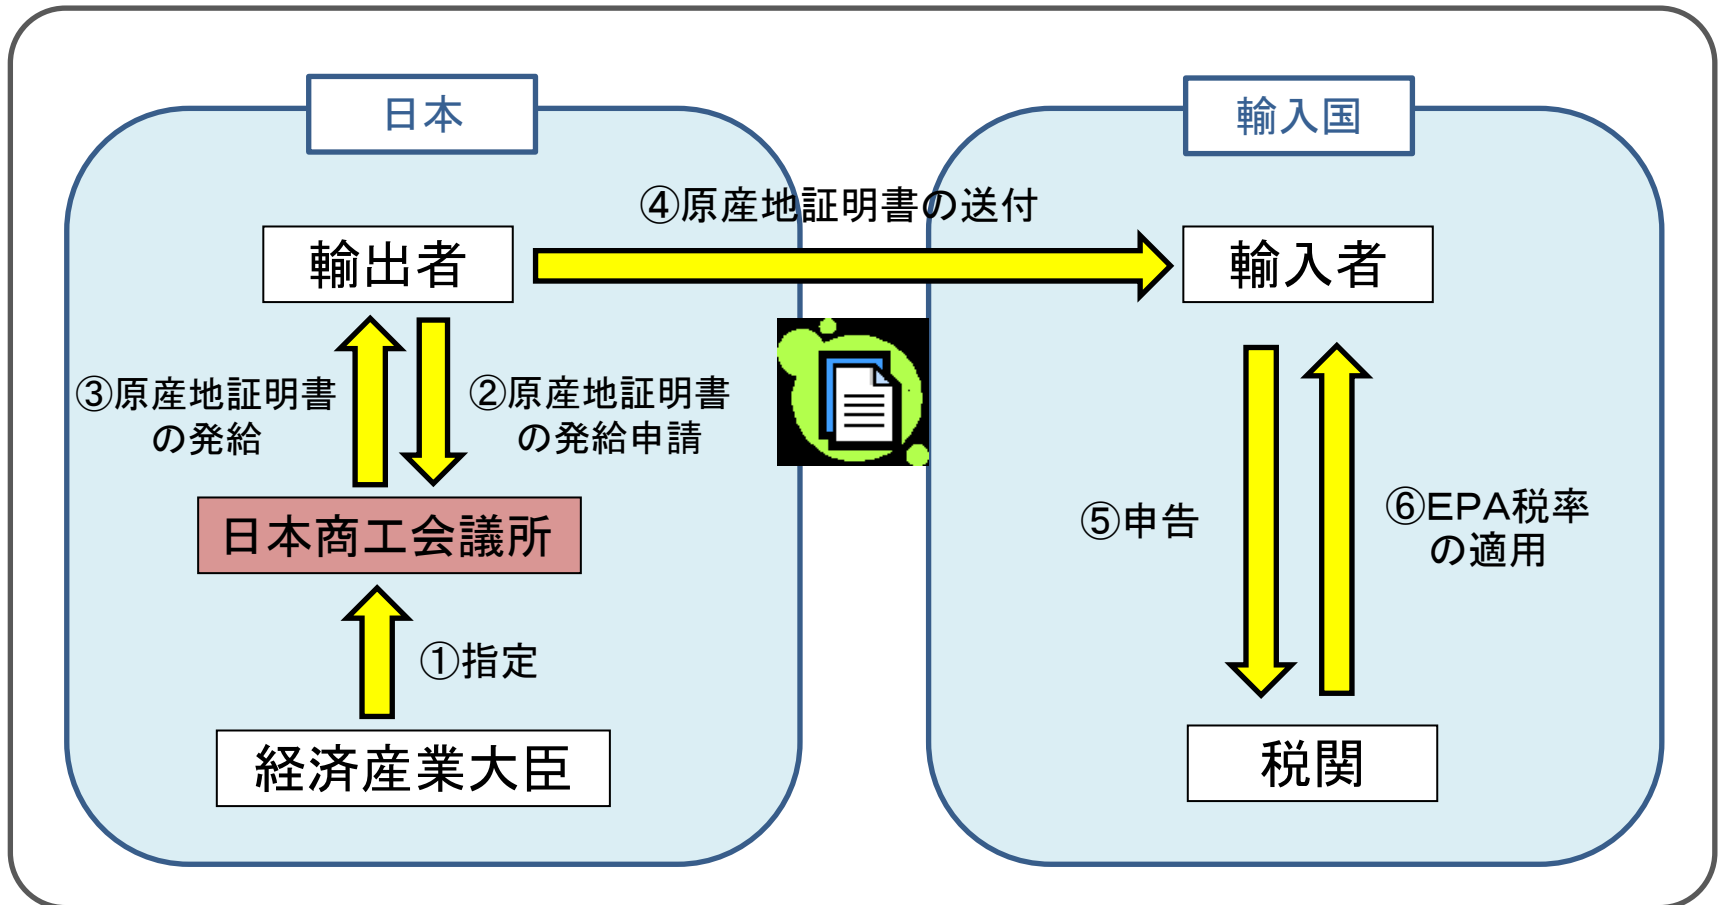 日本
輸入国
④原産地証明書の送付
輸出者
輸入者
③原産地証明書
の発給
②原産地証明書
の発給申請
日本商工会議所
⑤申告
⑥EPA税率
の適用
①指定
経済産業大臣
税関